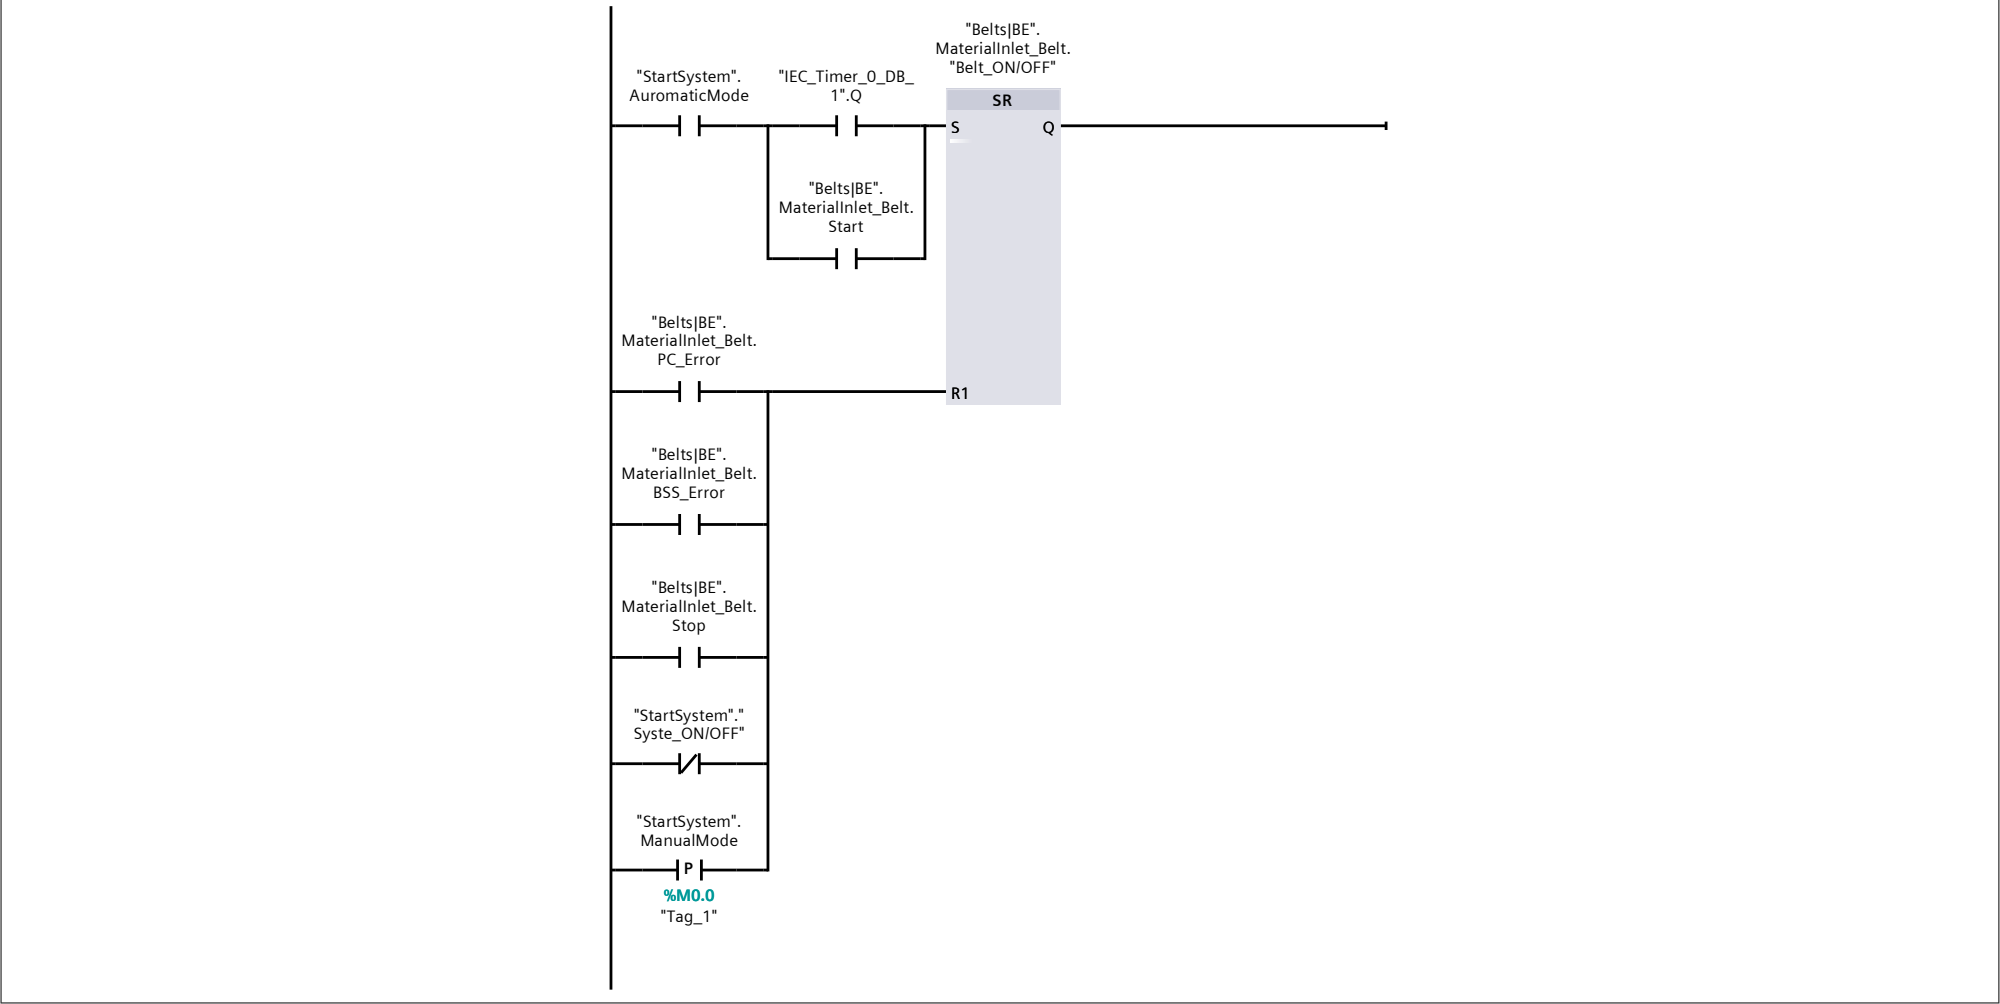 "Belts|BE".
MaterialInlet_Belt.
"Belt_ON/OFF"
"StartSystem".
AuromaticMode
"IEC_Timer_0_DB_
1".Q
SR
S
Q
"Belts|BE".
MaterialInlet_Belt.
Start
"Belts|BE".
MaterialInlet_Belt.
PC_Error
R1
"Belts|BE".
MaterialInlet_Belt.
BSS_Error
"Belts|BE".
MaterialInlet_Belt.
Stop
"StartSystem"."
Syste_ON/OFF"
"StartSystem".
ManualMode
P
%M0.0
"Tag_1"